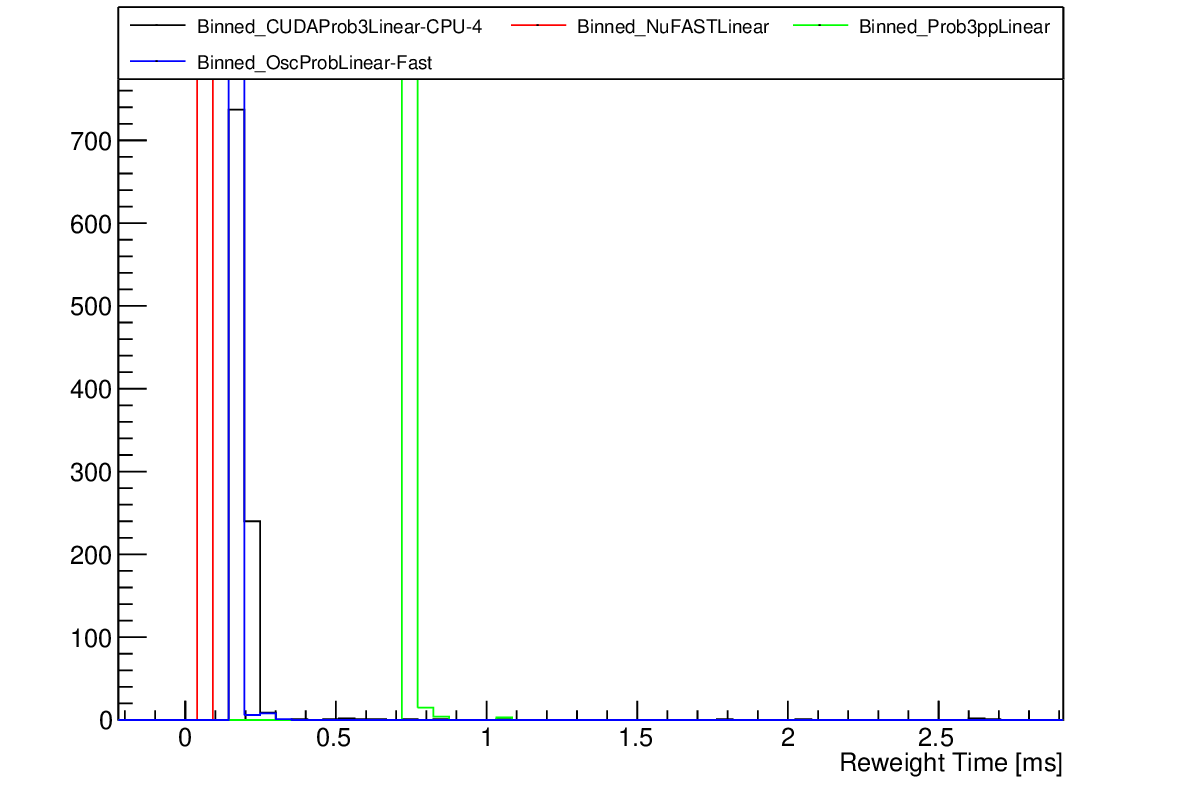 Binned_CUDAProb3Linear-CPU-4 Binned_NuFASTLinear Binned_Prob3ppLinear
Binned_OscProbLinear-Fast
700
600
500
400
300
200
100
0
0 0.5 1 1.5 2 2.5
Reweight Time [ms]